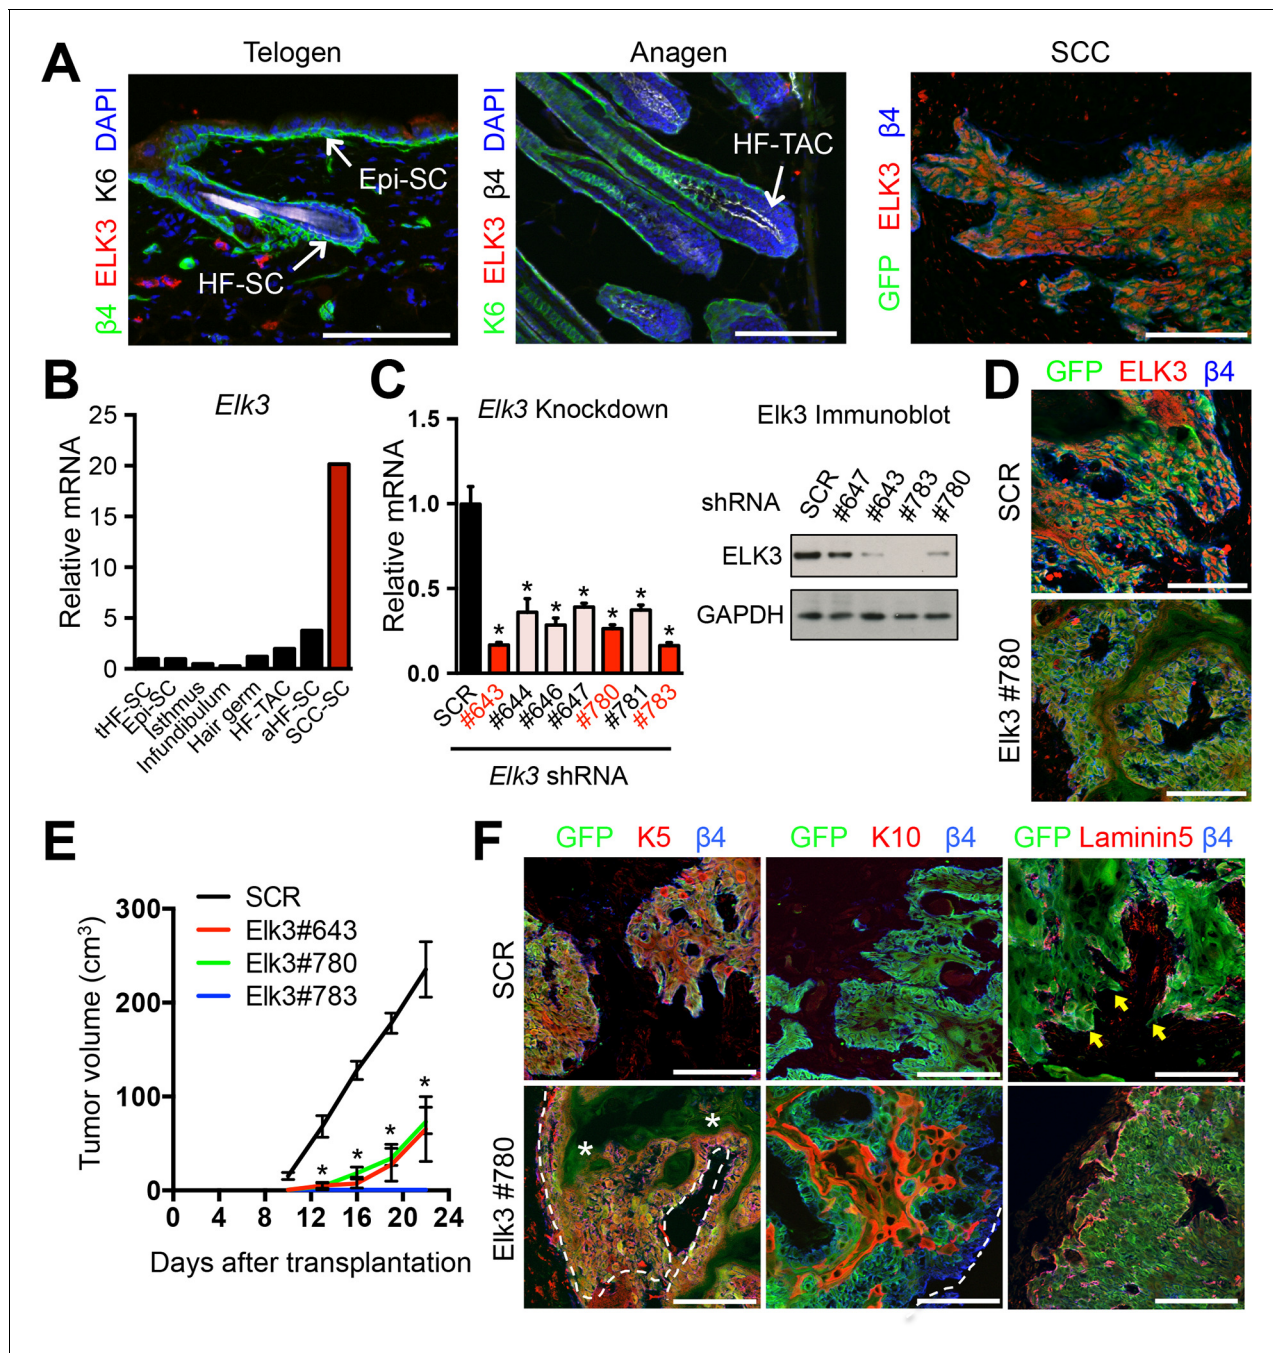 A
Telogen
Anagen
SCC
β4 ELK3 K6 DAPI
Epi-SC
HF-SC
K6 ELK3 β4 DAPI
HF-TAC
GFP ELK3 β4
B
Elk3
Relative mRNA
25
20
15
10
5
0
tHF-SC
Epi-SC
Isthmus
Infundibulum
Hair germ
HF-TAC
aHF-SC
SCC-SC
C
Elk3 Knockdown
Relative mRNA
1.5
1.0
0.5
0.0
* * * * * * *
SCR
#643
#644
#646
#647
#780
#781
#783
Elk3 shRNA
Elk3 Immunoblot
shRNA
SCR
#647
#643
#783
#780
ELK3
GAPDH
D
GFP ELK3 β4
SCR
Elk3 #780
E
SCR
Elk3#643
Elk3#780
Elk3#783
Tumor volume (cm3)
300
200
100
0
* * * *
0 4 8 12 16 20 24
Days after transplantation
F
GFP K5 β4
GFP K10 β4
GFP Laminin5 β4
SCR
Elk3 #780
* *